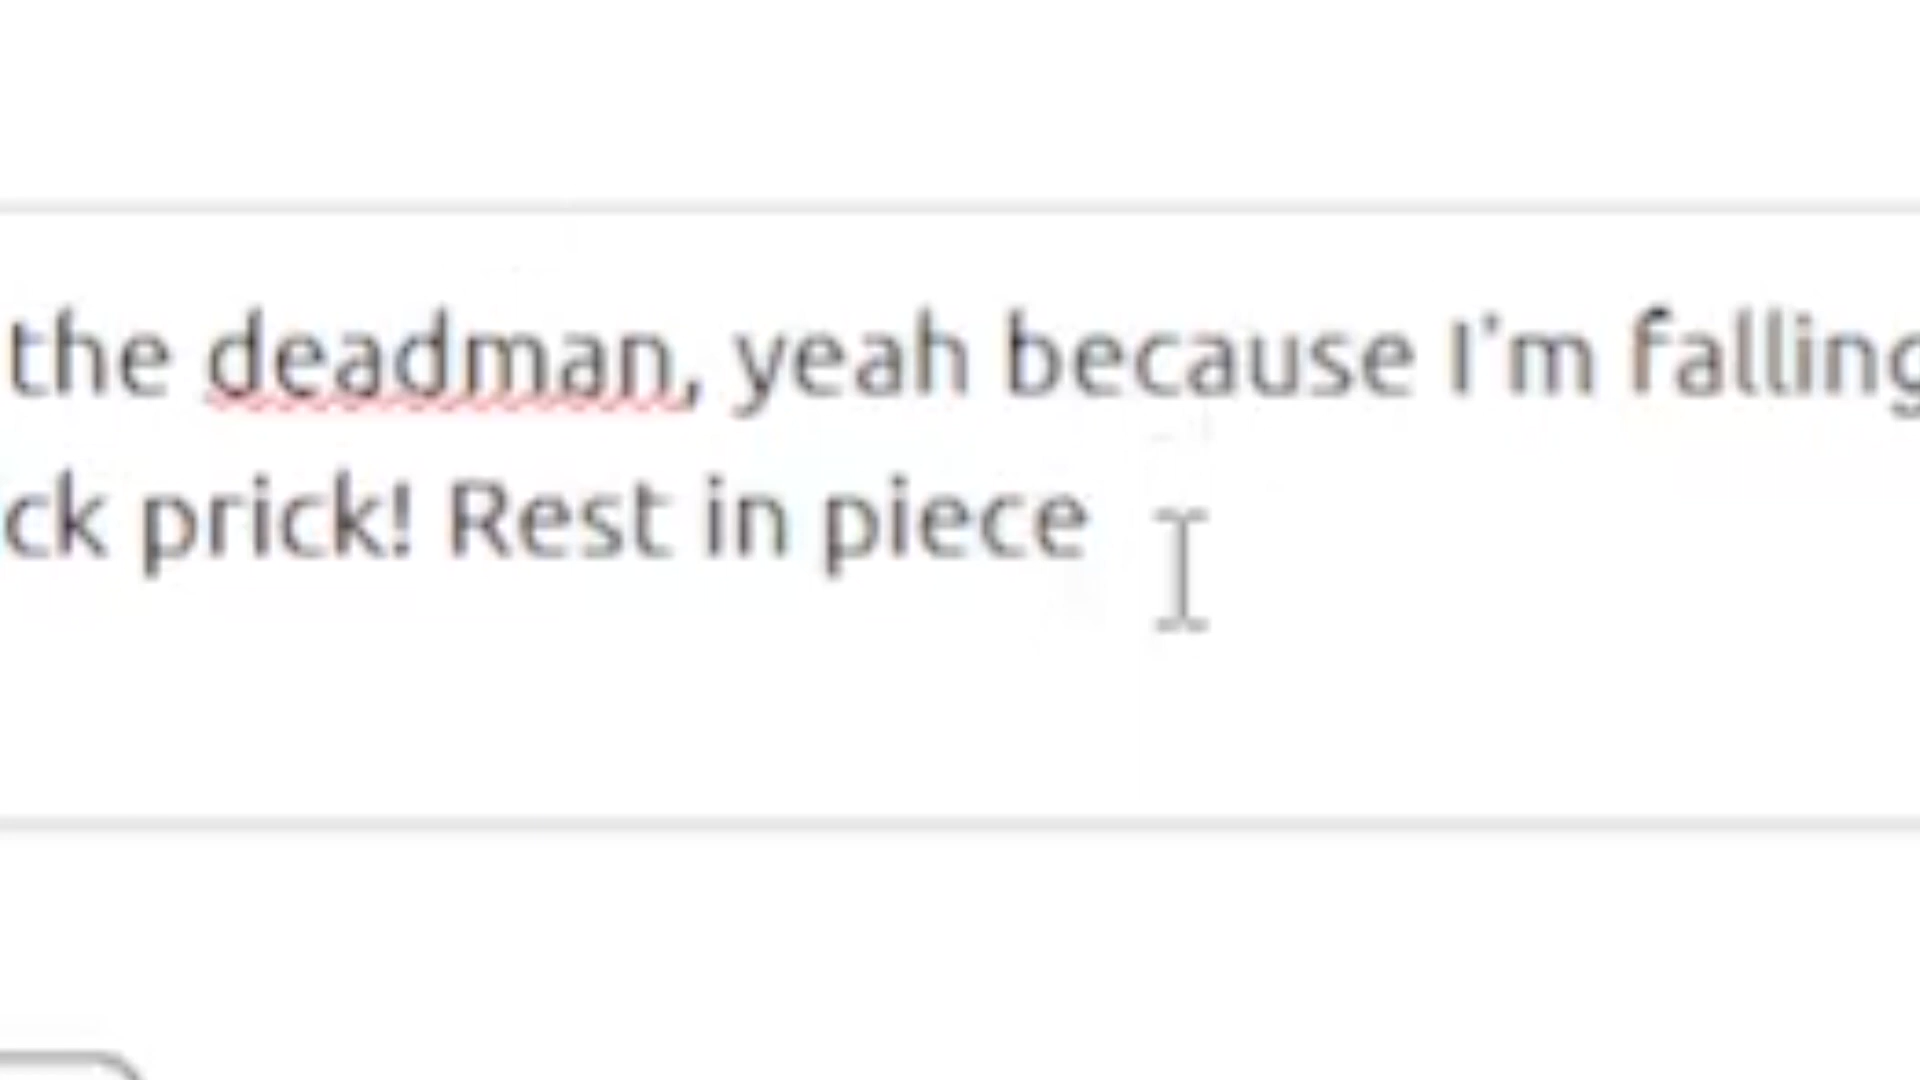 the deadman, yeah because I'm falling
ck prick! Rest in piece